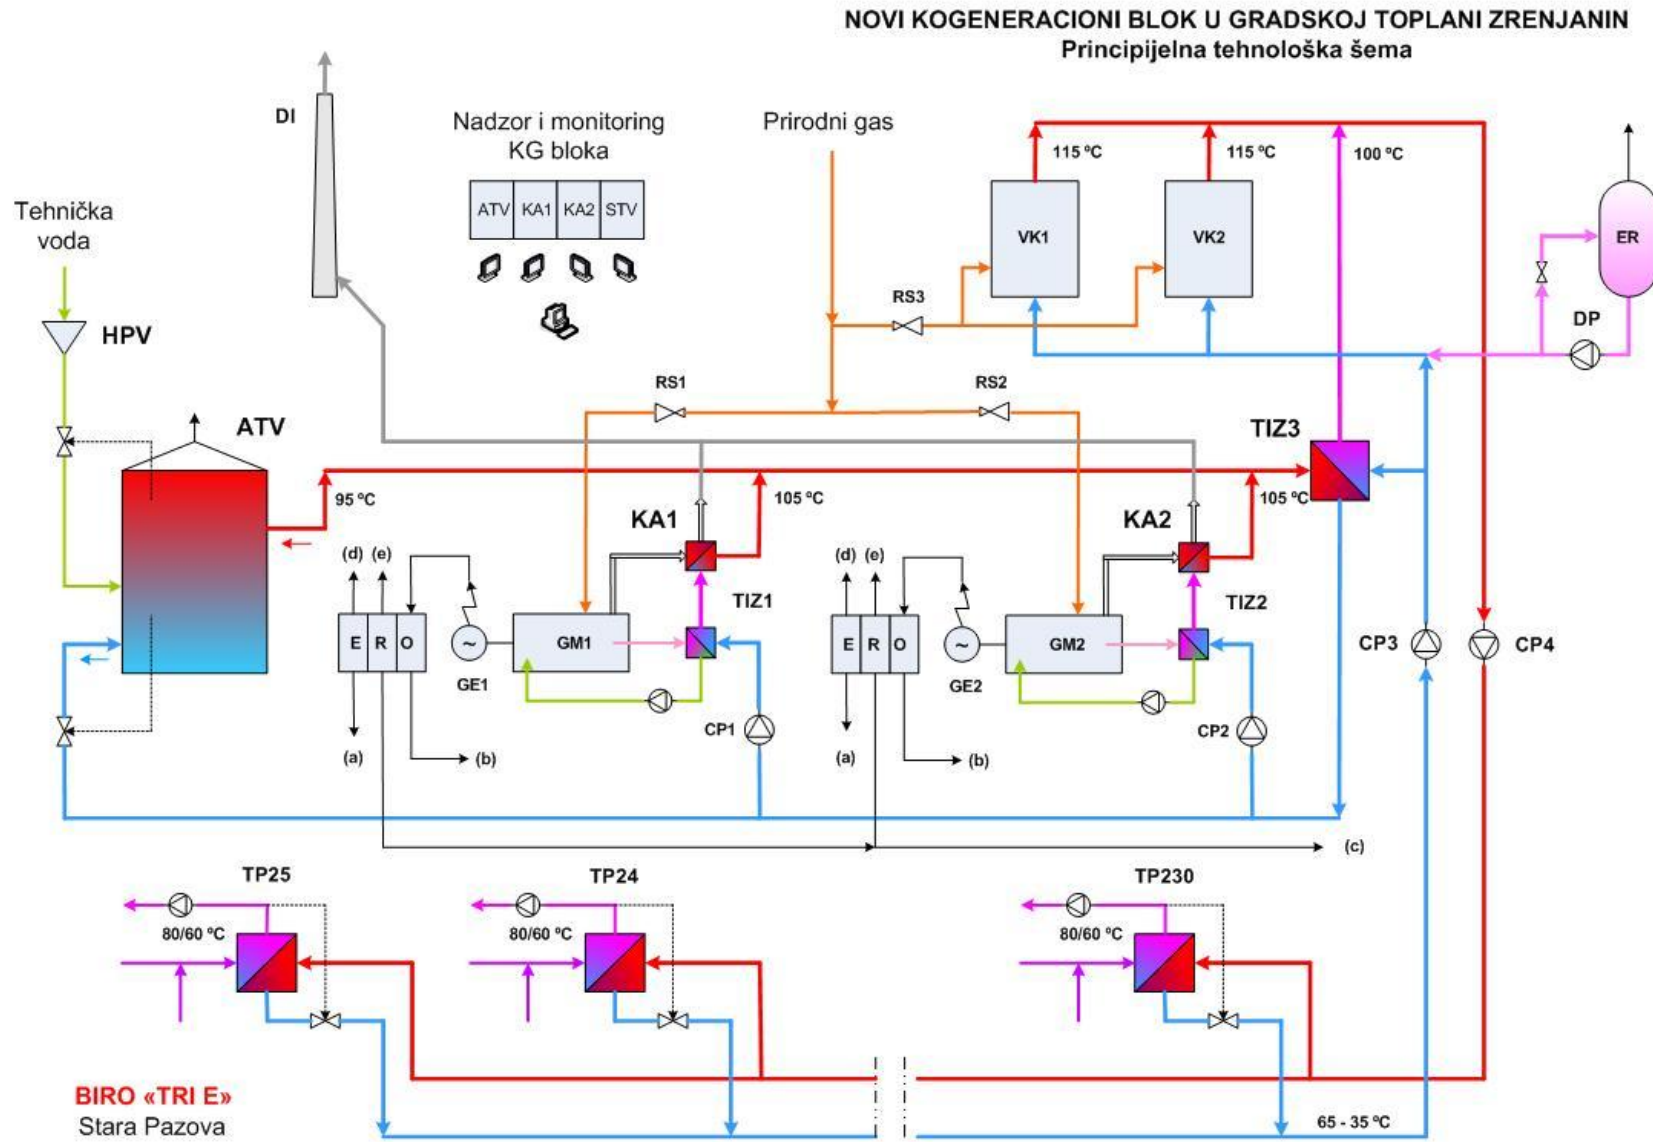 NOVI KOGENERACIONI BLOK U GRADSKOJ TOPLANI ZRENJANIN
Principijelna tehnološka šema
DI
Nadzor i monitoring
KG bloka
ATV KA1 KA2 STV
Prirodni gas
115 ºC
115 ºC
100 ºC
VK1
VK2
ER
Tehnička
voda
HPV
RS3
DP
RS1
RS2
ATV
TIZ3
95 ºC
105 ºC
105 ºC
KA1
KA2
(d) (e)
(d) (e)
TIZ1
TIZ2
E R O
~
GM1
E R O
~
GM2
GE1
GE2
CP3
CP4
CP1
CP2
(a)
(b)
(a)
(b)
(c)
TP25
TP24
TP230
80/60 ºC
80/60 ºC
80/60 ºC
BIRO «TRI E»
Stara Pazova
65 - 35 ºC